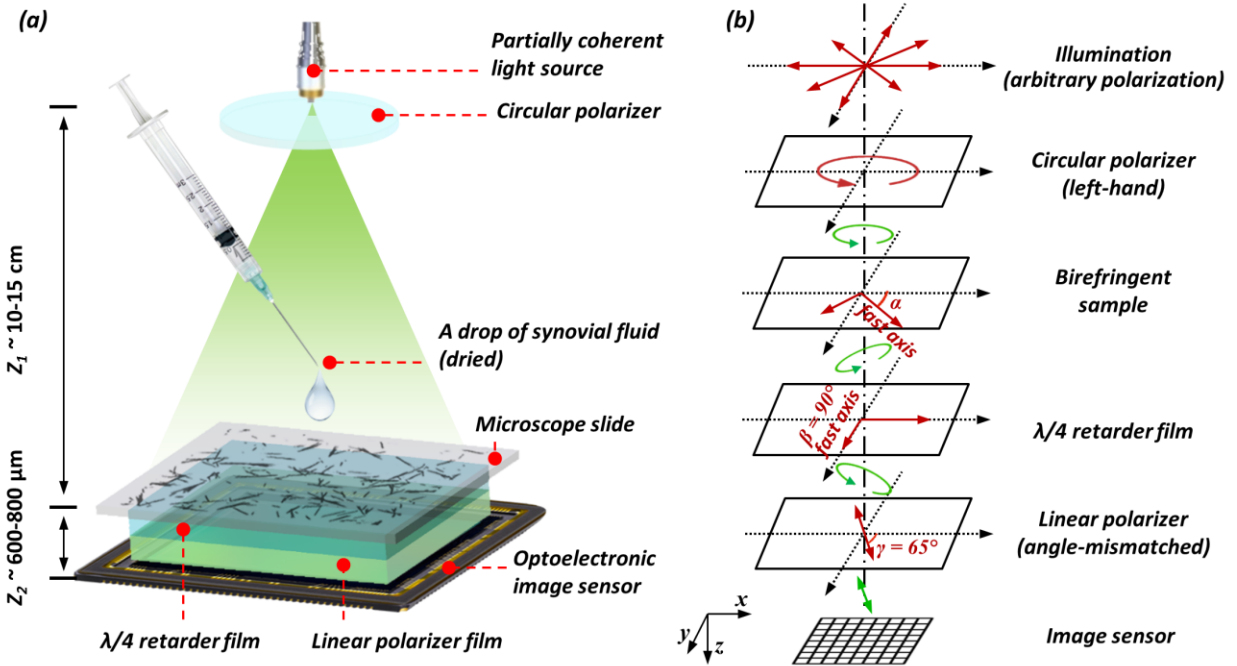 (a)
Partially coherent
light source
Circular polarizer
Z1 ~ 10-15 cm
A drop of synovial fluid
(dried)
Microscope slide
Z2 ~ 600-800 µm
Optoelectronic
image sensor
λ/4 retarder film
Linear polarizer film
(b)
Illumination
(arbitrary polarization)
Circular polarizer
(left-hand)
Birefringent
sample
α
fast axis
β = 90°
fast axis
λ/4 retarder film
Linear polarizer
(angle-mismatched)
γ = 65°
x
y
z
Image sensor